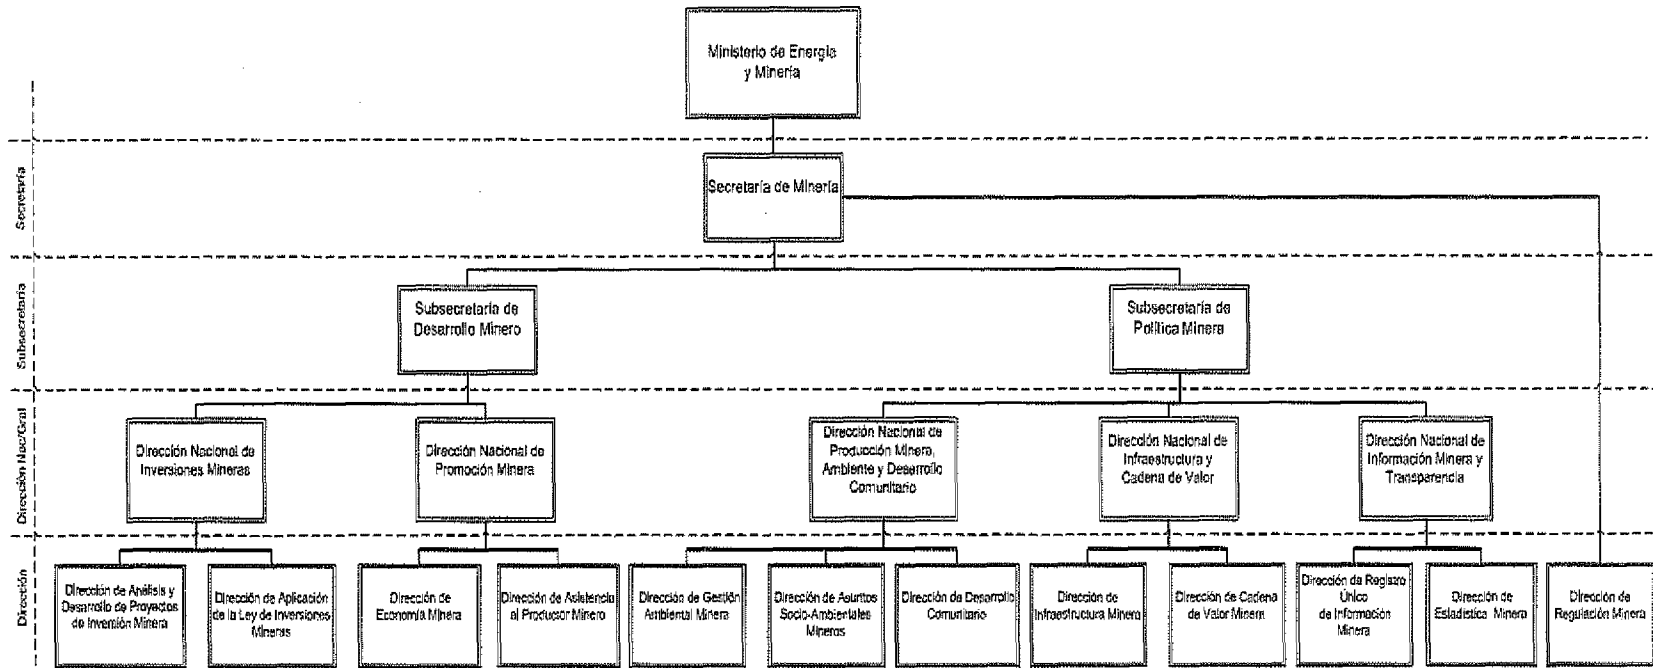 Ministerio de Energía
y Minería
Secretaría
Secretaría de Minería
Subsecretaría
Subsecretaría de
Desarrollo Minero
Subsecretaría de
Política Minera
Dirección Nac/Gral
Dirección Nacional de
Inversiones Mineras
Dirección Nacional de
Promoción Minera
Dirección Nacional de
Producción Minera,
Ambiente y Desarrollo
Comunitario
Dirección Nacional de
Infraestructura y
Cadena de Valor
Dirección Nacional de
Información Minera y
Transparencia
Dirección
Dirección de Análisis y
Desarrollo de Proyectos
de Inversión Minera
Dirección de Aplicación
de la Ley de Inversiones
Mineras
Dirección de
Economía Minera
Dirección de Asistencia
al Productor Minero
Dirección de Gestión
Ambiental Minera
Dirección de Asuntos
Socio-Ambientales
Mineros
Dirección de Desarrollo
Comunitario
Dirección de
Infraestructura Minera
Dirección de Cadena
de Valor Minera
Dirección de Registro
Único
de Información
Minera
Dirección de
Estadística Minera
Dirección de
Regulación Minera